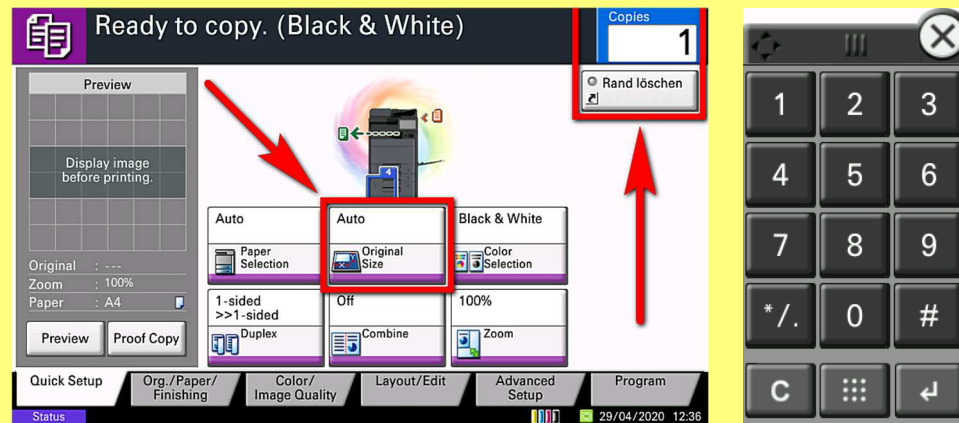 Ready to copy. (Black & White)
Copies
1
Rand löschen
Preview
Display image
before printing.
Original : ---
Zoom : 100%
Paper : A4
Preview
Proof Copy
4
Auto
Paper
Selection
Auto
Original
Size
Black & White
Color
Selection
1-sided
>>1-sided
Duplex
Off
Combine
100%
Zoom
Quick Setup
Org./Paper/
Finishing
Color/
Image Quality
Layout/Edit
Advanced
Setup
Program
Status
29/04/2020 12:36
1 2 3
4 5 6
7 8 9
*/. 0 #
C